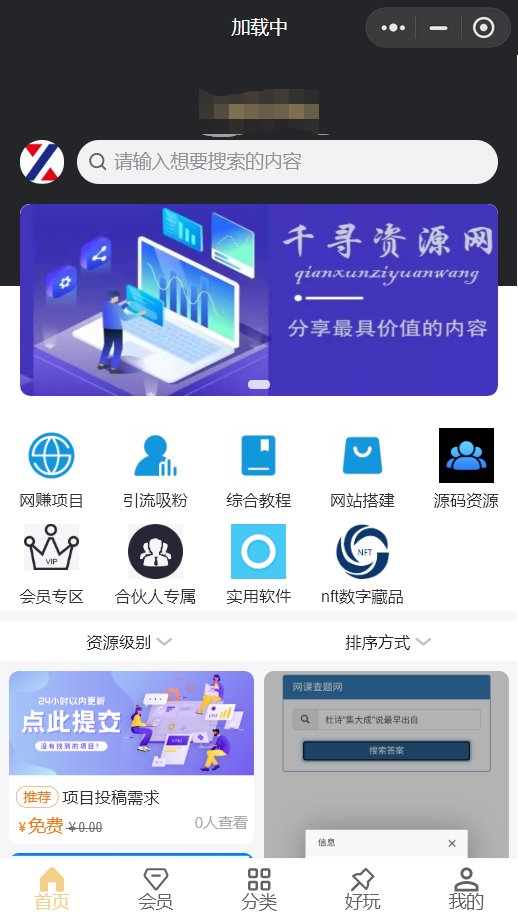 加载中
请输入想要搜索的内容
千寻资源网
qianxunziyuanwang
分享最具价值的内容
网赚项目
引流吸粉
综合教程
网站搭建
源码资源
VIP
NFT
会员专区
合伙人专属
实用软件
nft数字藏品
资源级别
排序方式
24小时以内更新
点此提立
没有找到的项目?
推荐 项目投稿需求
¥免费 ¥0.00
0人查看
网课查题网
杜诗“集大成”说最早出自
搜索答案
信息
首页
会员
分类
好玩
我的